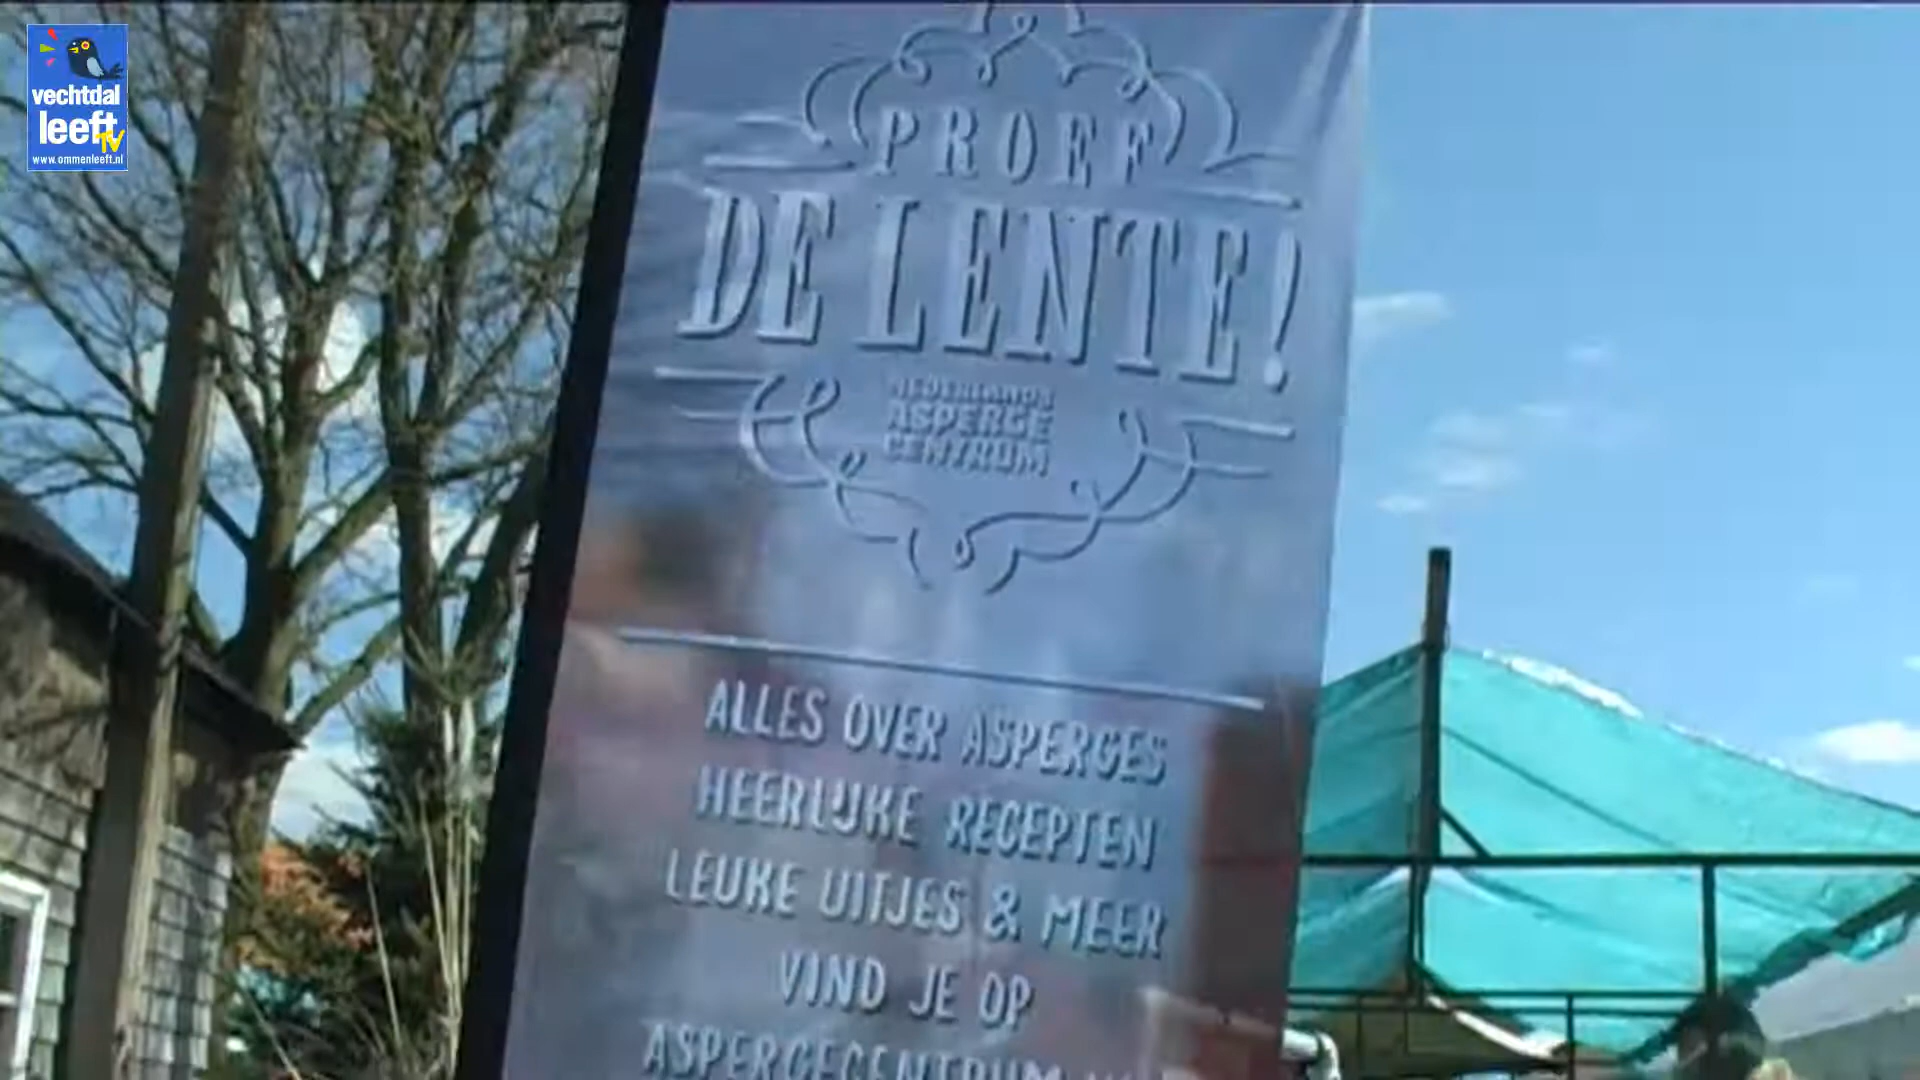 vechtdal
leeft
TV
www.ommenleeft.nl
PROEF
DE LENTE!
NEDERLANDS
ASPERGE
CENTRUM
ALLES OVER ASPERGES
HEERLIJKE RECEPTEN
LEUKE UITJES & MEER
VIND JE OP